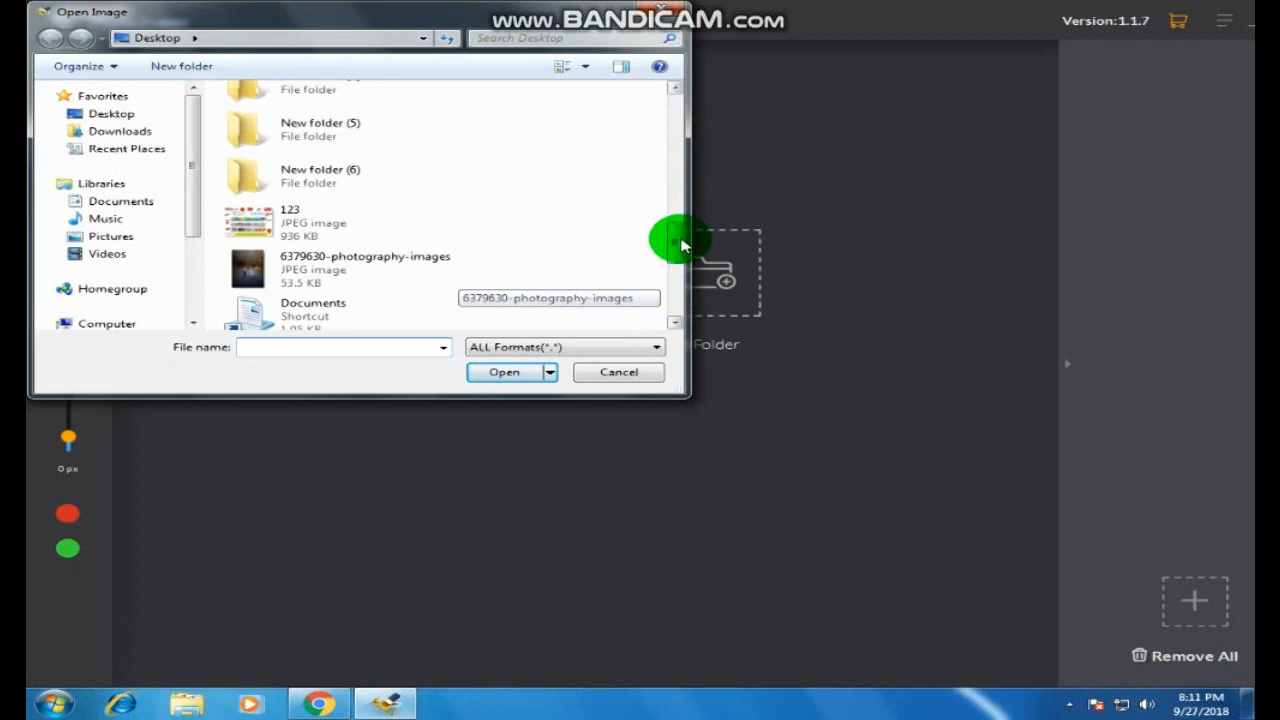 Open Image
www.BANDICAM.com
Version:1.1.7
Desktop
Search Desktop
Organize
New folder
File folder
New folder (5)
File folder
New folder (6)
File folder
123
JPEG image
936 KB
6379630-photography-images
JPEG image
53.5 KB
Documents
Shortcut
1.05 KB
6379630-photography-images
Favorites
Desktop
Downloads
Recent Places
Libraries
Documents
Music
Pictures
Videos
Homegroup
Computer
File name:
ALL Formats(*.*)
Open
Cancel
Folder
0 px
Remove All
8:11 PM
9/27/2018